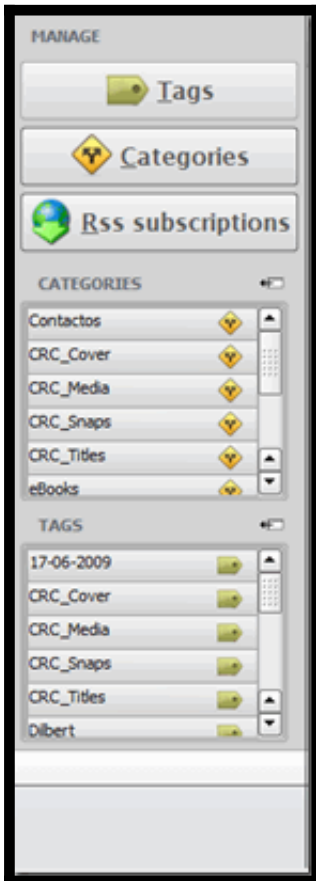 MANAGE
Tags
Categories
Rss subscriptions
CATEGORIES
Contactos
CRC_Cover
CRC_Media
CRC_Snaps
CRC_Titles
eBooks
TAGS
17-06-2009
CRC_Cover
CRC_Media
CRC_Snaps
CRC_Titles
Dilbert